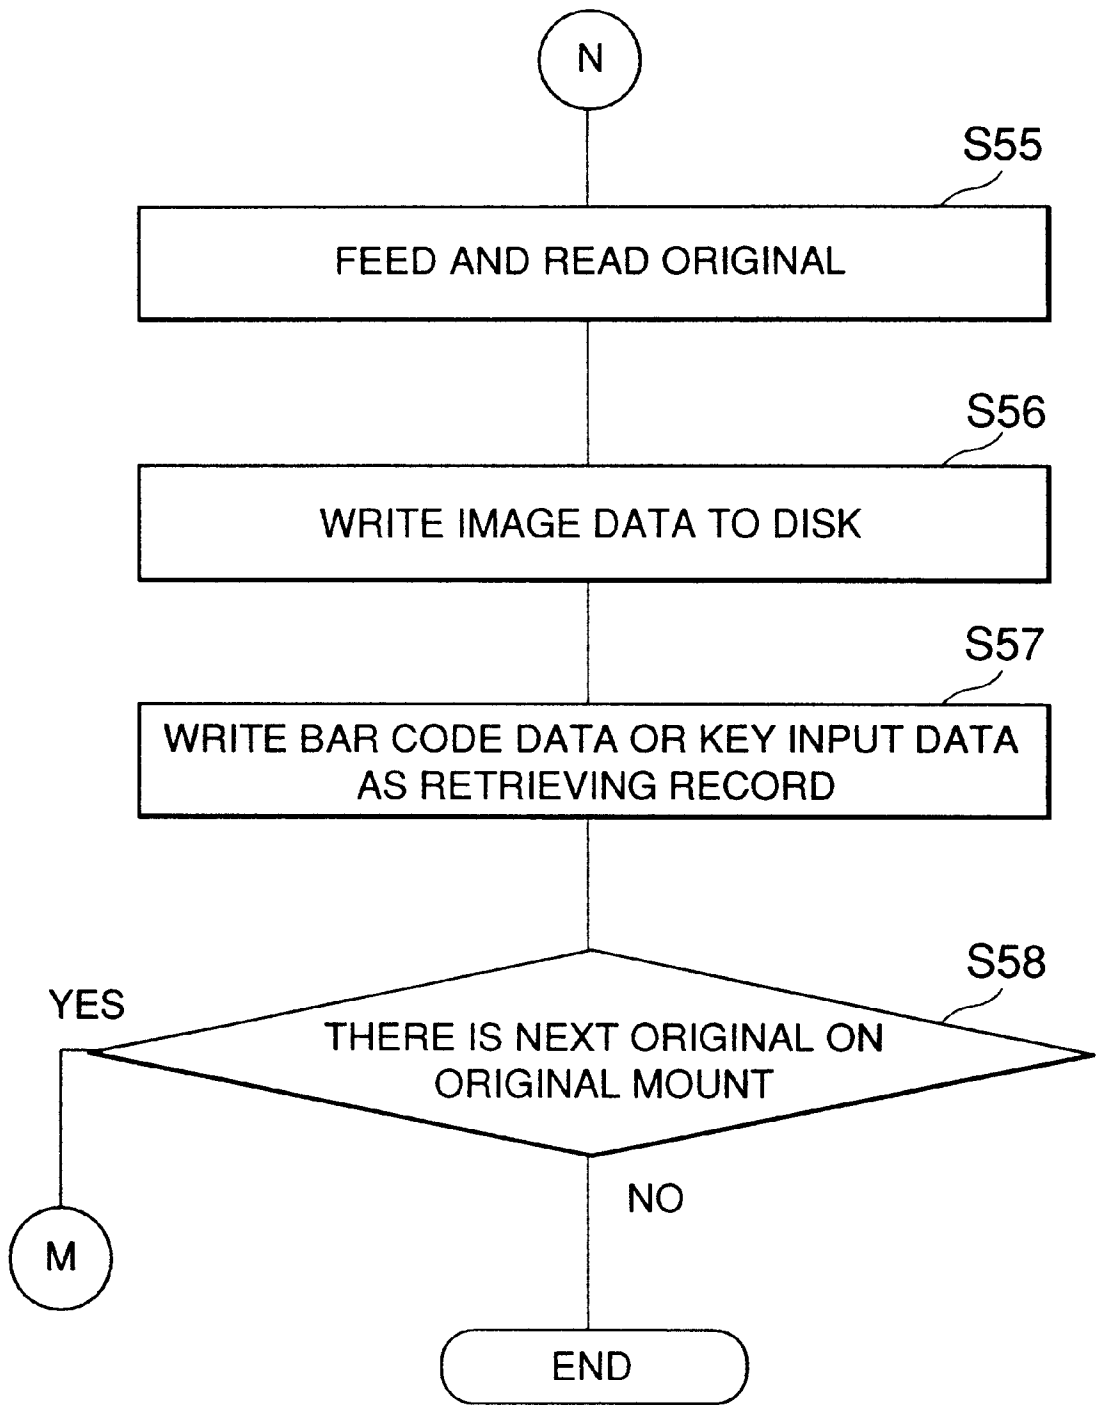 N
S55
FEED AND READ ORIGINAL
S56
WRITE IMAGE DATA TO DISK
S57
WRITE BAR CODE DATA OR KEY INPUT DATA
AS RETRIEVING RECORD
S58
YES
THERE IS NEXT ORIGINAL ON
ORIGINAL MOUNT
NO
M
END